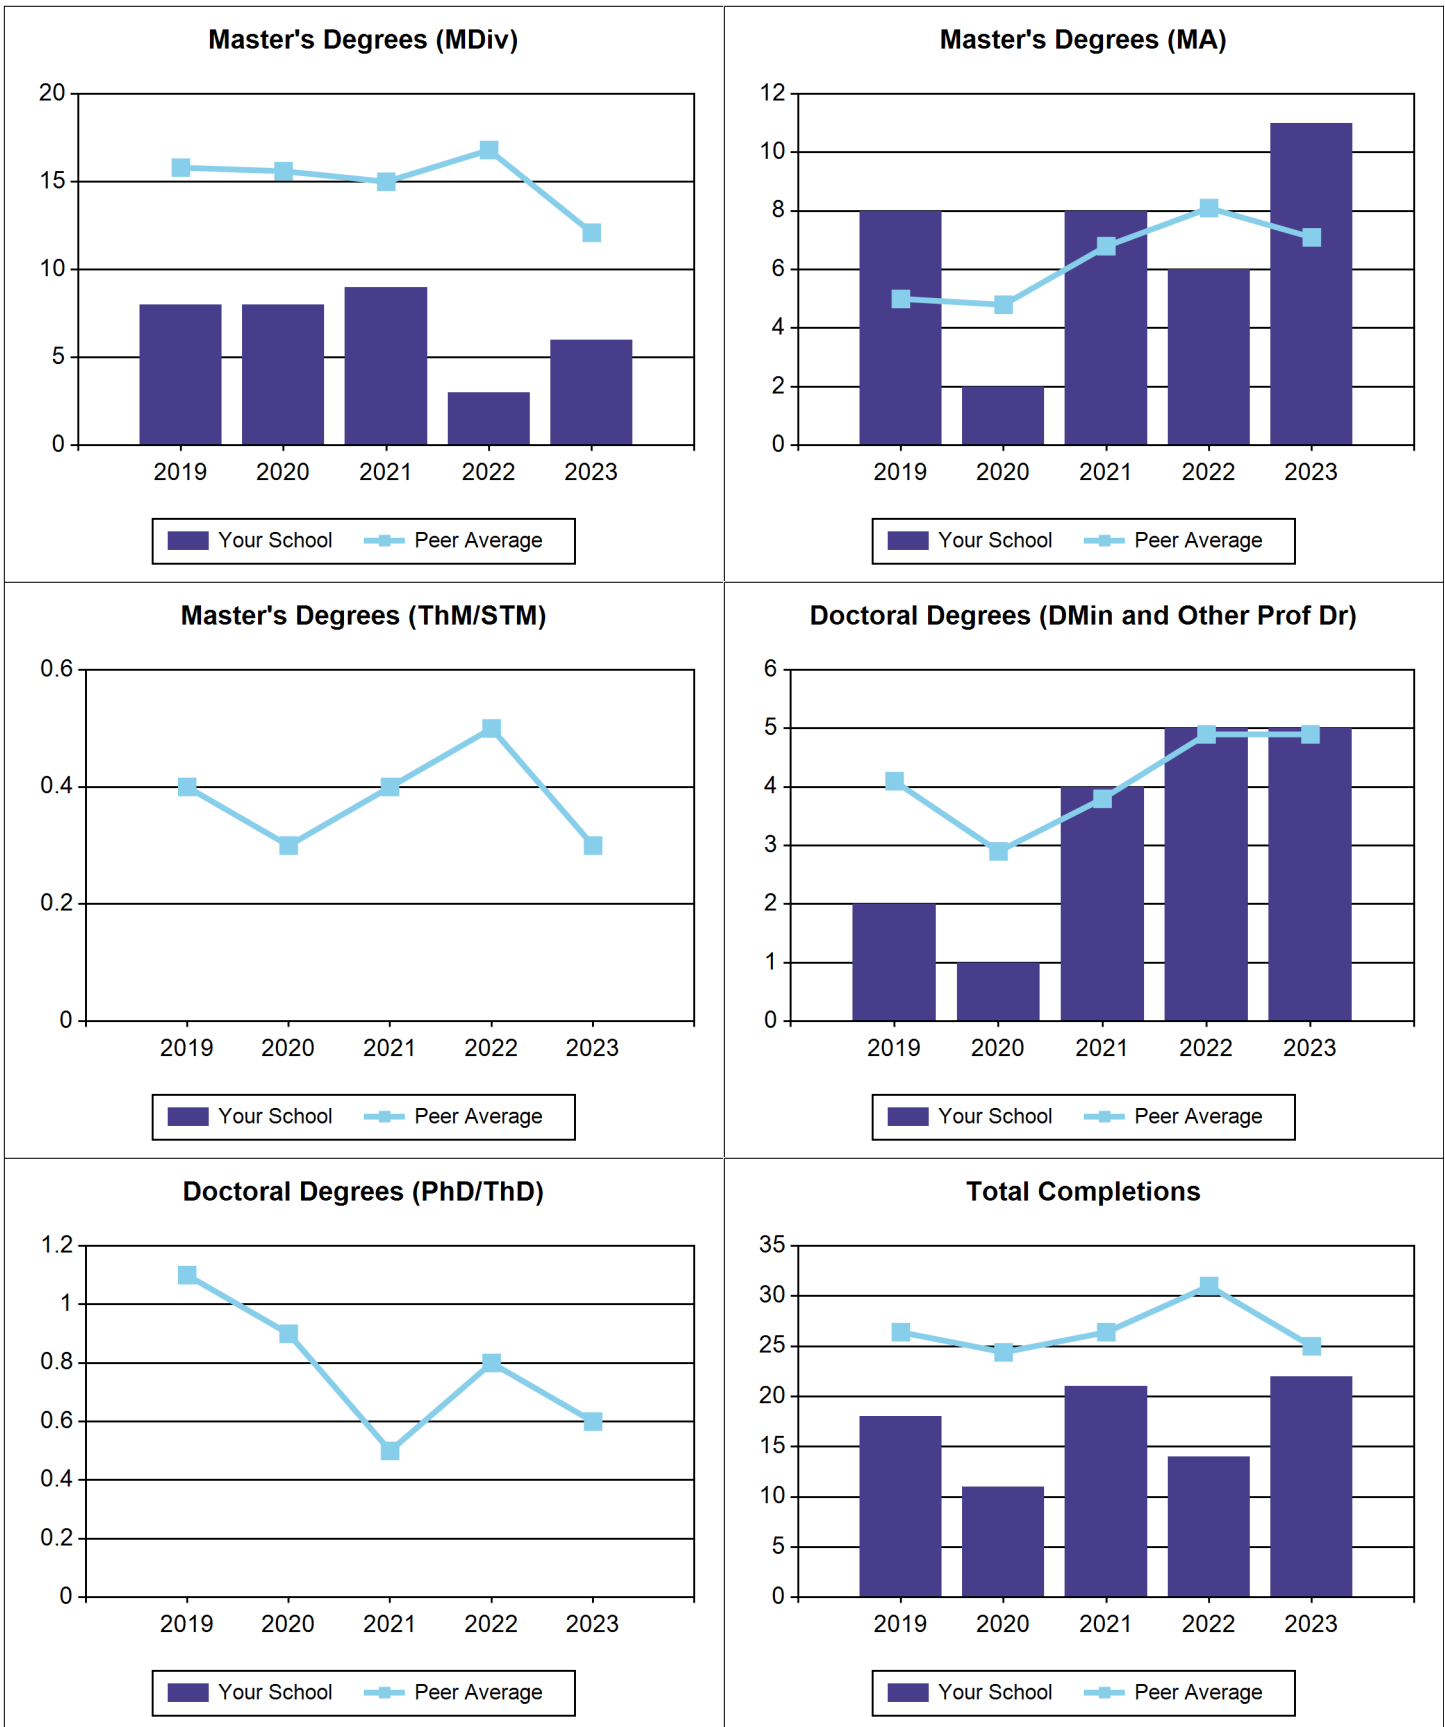 Master's Degrees (MDiv)
20
15
10
5
0
2019 2020 2021 2022 2023
Your School Peer Average
Master's Degrees (MA)
12
10
8
6
4
2
0
2019 2020 2021 2022 2023
Your School Peer Average
Master's Degrees (ThM/STM)
0.6
0.4
0.2
0
2019 2020 2021 2022 2023
Your School Peer Average
Doctoral Degrees (DMin and Other Prof Dr)
6
5
4
3
2
1
0
2019 2020 2021 2022 2023
Your School Peer Average
Doctoral Degrees (PhD/ThD)
1.2
1
0.8
0.6
0.4
0.2
0
2019 2020 2021 2022 2023
Your School Peer Average
Total Completions
35
30
25
20
15
10
5
0
2019 2020 2021 2022 2023
Your School Peer Average